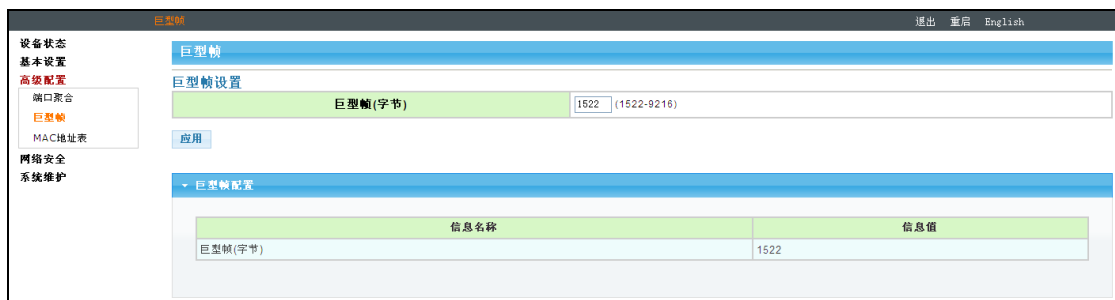 巨型帧 退出 重启 English
设备状态
基本设置
高级配置
端口聚合
巨型帧
MAC地址表
网络安全
系统维护
巨型帧
巨型帧设置
巨型帧(字节) 1522 (1522-9216)
应用
巨型帧配置
信息名称 信息值
巨型帧(字节) 1522